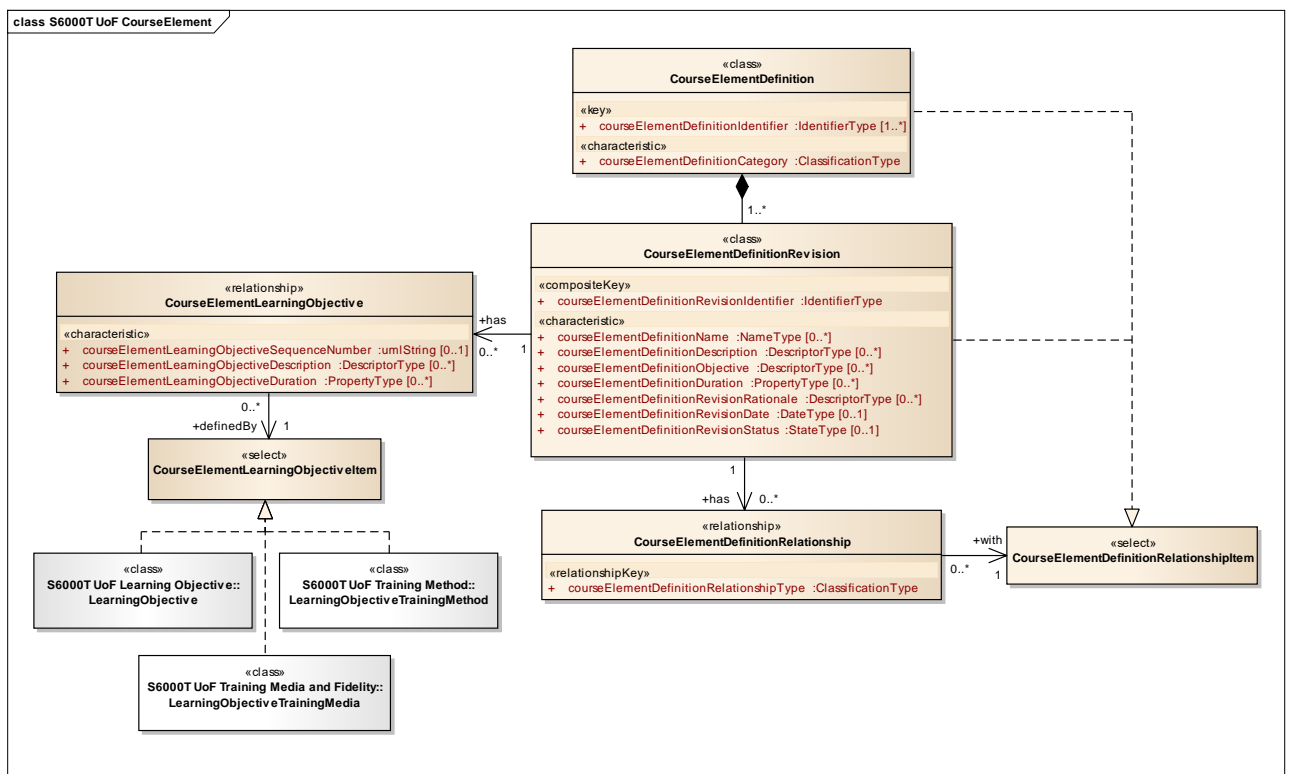 class S6000T UoF CourseElement
«class»
CourseElementDefinition
«key»
+ courseElementDefinitionIdentifier :IdentifierType [1..*]
«characteristic»
+ courseElementDefinitionCategory :ClassificationType
1..*
«class»
CourseElementDefinitionRevision
«compositeKey»
+ courseElementDefinitionRevisionIdentifier :IdentifierType
«characteristic»
+ courseElementDefinitionName :NameType [0..*]
+ courseElementDefinitionDescription :DescriptorType [0..*]
+ courseElementDefinitionObjective :DescriptorType [0..*]
+ courseElementDefinitionDuration :PropertyType [0..*]
+ courseElementDefinitionRevisionRationale :DescriptorType [0..*]
+ courseElementDefinitionRevisionDate :DateType [0..1]
+ courseElementDefinitionRevisionStatus :StateType [0..1]
+has
0..*
1
«relationship»
CourseElementLearningObjective
«characteristic»
+ courseElementLearningObjectiveSequenceNumber :umlString [0..1]
+ courseElementLearningObjectiveDescription :DescriptorType [0..*]
+ courseElementLearningObjectiveDuration :PropertyType [0..*]
0..*
+definedBy
1
«select»
CourseElementLearningObjectiveItem
«class»
S6000T UoF Learning Objective::
LearningObjective
«class»
S6000T UoF Training Method::
LearningObjectiveTrainingMethod
«class»
S6000T UoF Training Media and Fidelity::
LearningObjectiveTrainingMedia
1
+has
0..*
«relationship»
CourseElementDefinitionRelationship
«relationshipKey»
+ courseElementDefinitionRelationshipType :ClassificationType
+with
0..*
1
«select»
CourseElementDefinitionRelationshipItem